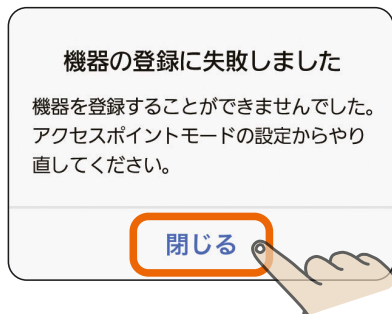 機器の登録に失敗しました
機器を登録することができませんでした。
アクセスポイントモードの設定からやり
直してください。
閉じる